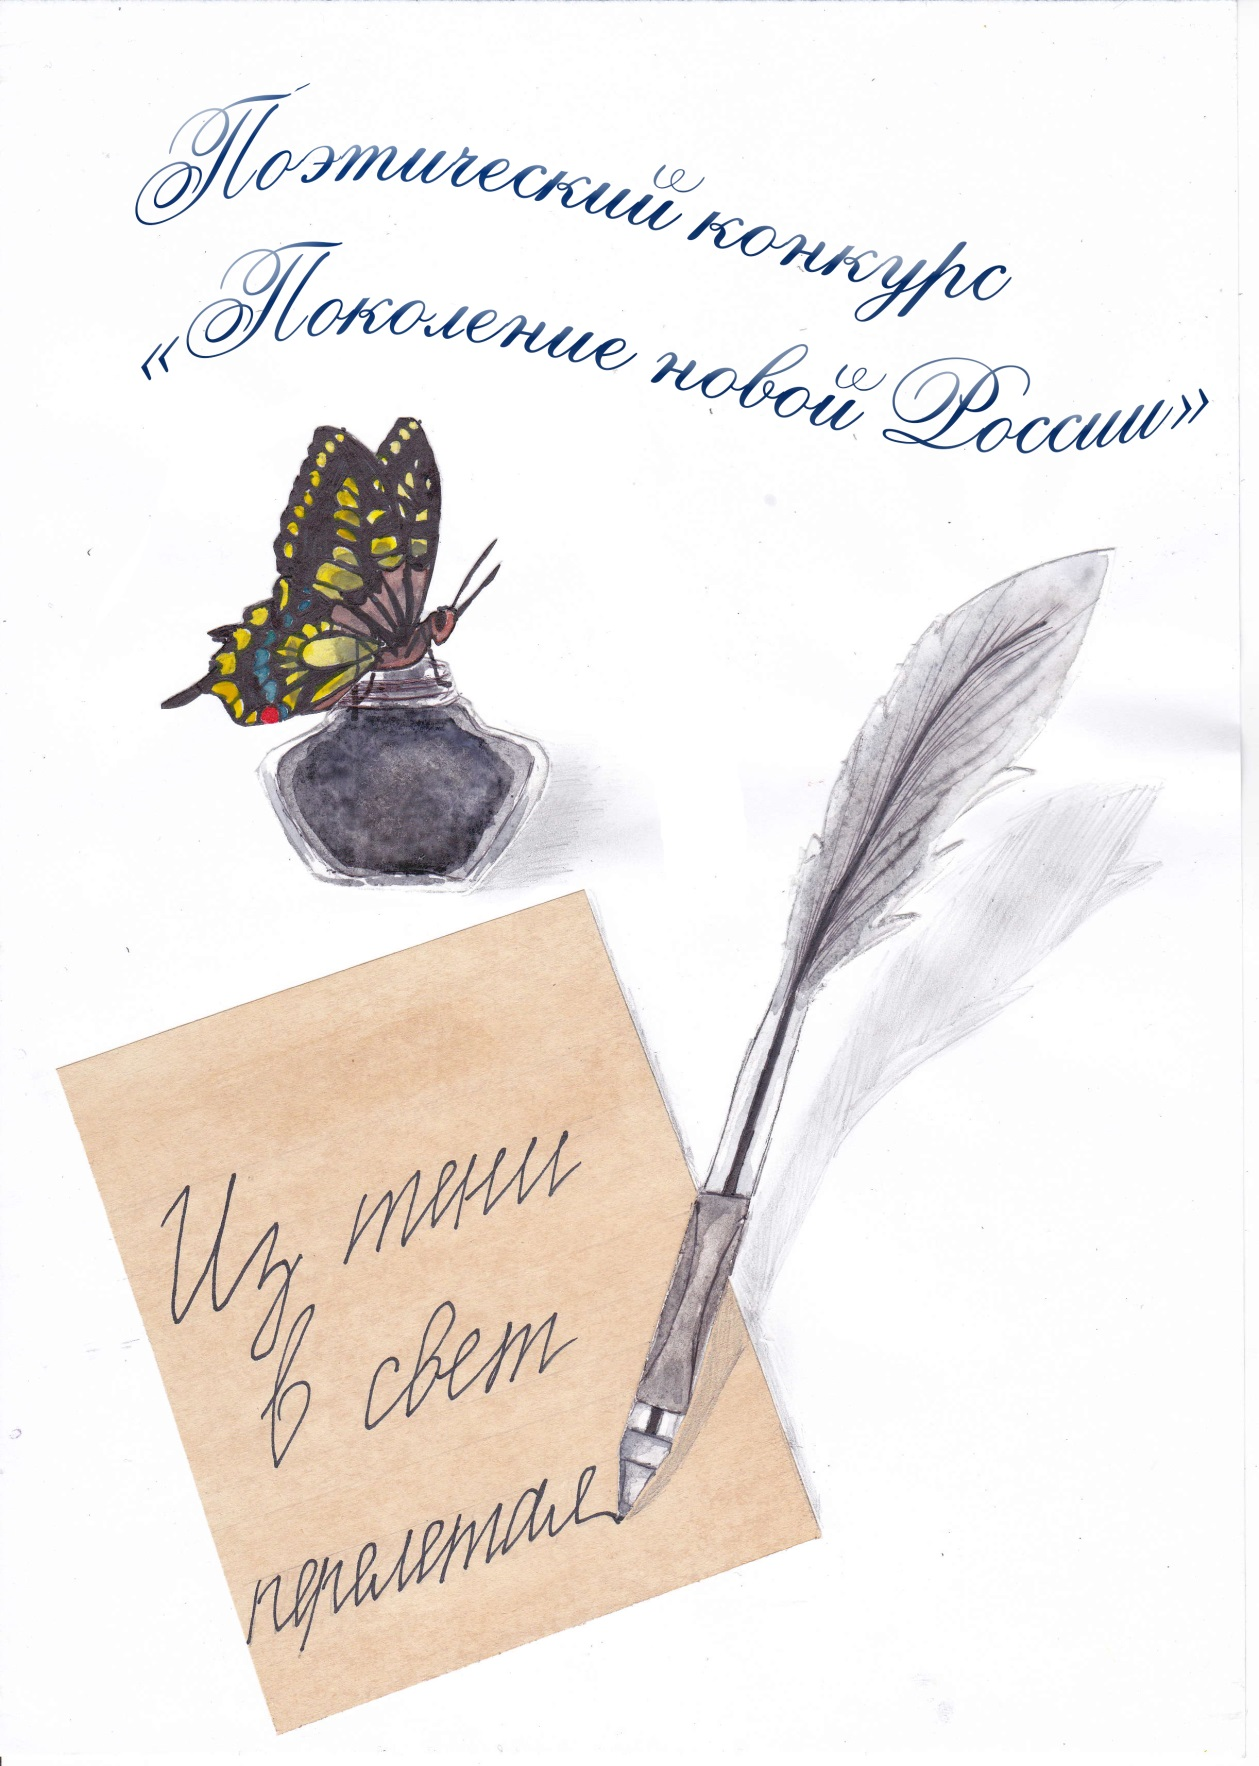 Поэтический конкурс
«Поколение новой России»
Из тени
в свет
перелетая